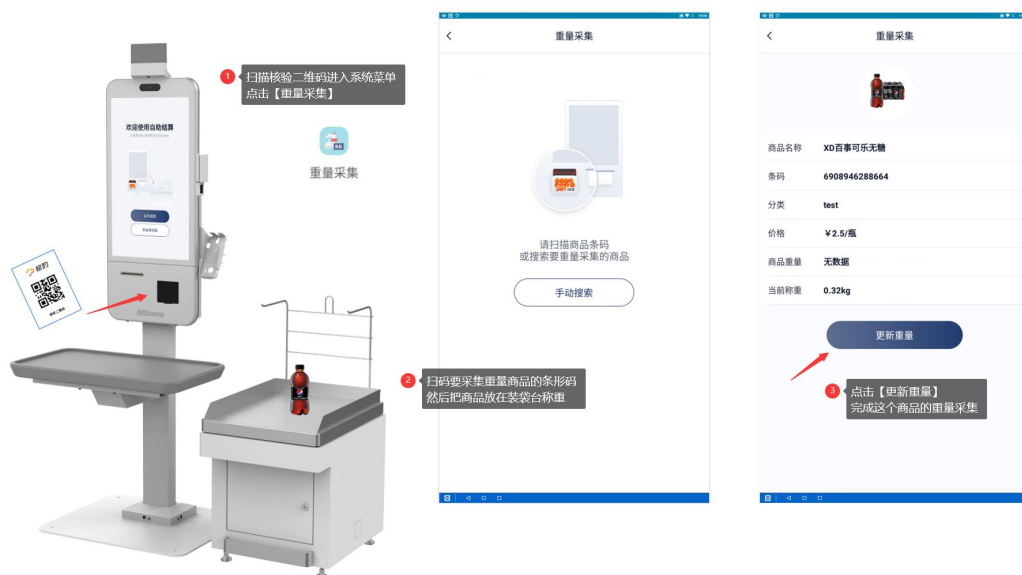 1 扫描核验二维码进入系统菜单
点击【重量采集】
重量采集
欢迎使用自助结算
HiStone
2 扫码要采集重量商品的条形码
然后把商品放在装袋台称重
重量采集
请扫描商品条码
或搜索要重量采集的商品
手动搜索
重量采集
商品名称 XD百事可乐无糖
条码 6908946288664
分类 test
价格 ￥2.5/瓶
商品重量 无数据
当前称重 0.32kg
更新重量
3 点击【更新重量】
完成这个商品的重量采集